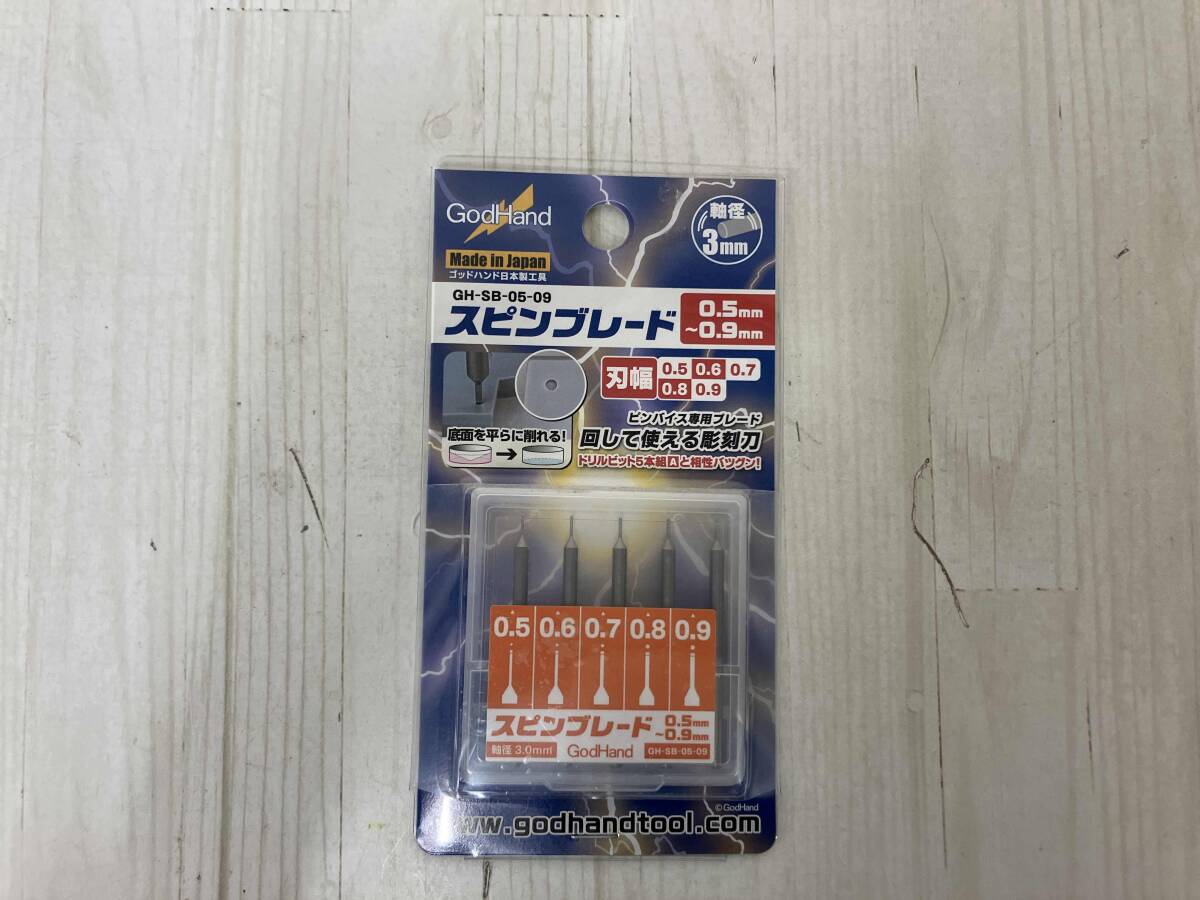 GodHand
Made in Japan
ゴッドハンド日本製工具
軸径
3mm
GH-SB-05-09
スピンブレード
0.5mm
~0.9mm
刃幅
0.5 0.6 0.7
0.8 0.9
底面を平らに削れる!
ピンバイス専用ブレード
回して使える彫刻刀
ドリルビット5本組Aと相性バツグン!
0.5 0.6 0.7 0.8 0.9
スピンブレード
0.5mm
~0.9mm
軸径 3.0mm
GodHand
GH-SB-05-09
©GodHand
www.godhandtool.com